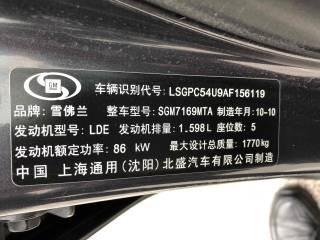 GM
车辆识别代号: LSGPC54U9AF156119
品牌: 雪佛兰 整车型号: SGM7169MTA 制造年月: 10-10
发动机型号: LDE 发动机排量: 1.598L 座位数: 5
发动机额定功率: 86 kW 最大设计总质量: 1770kg
中国 上海通用(沈阳)北盛汽车有限公司制造